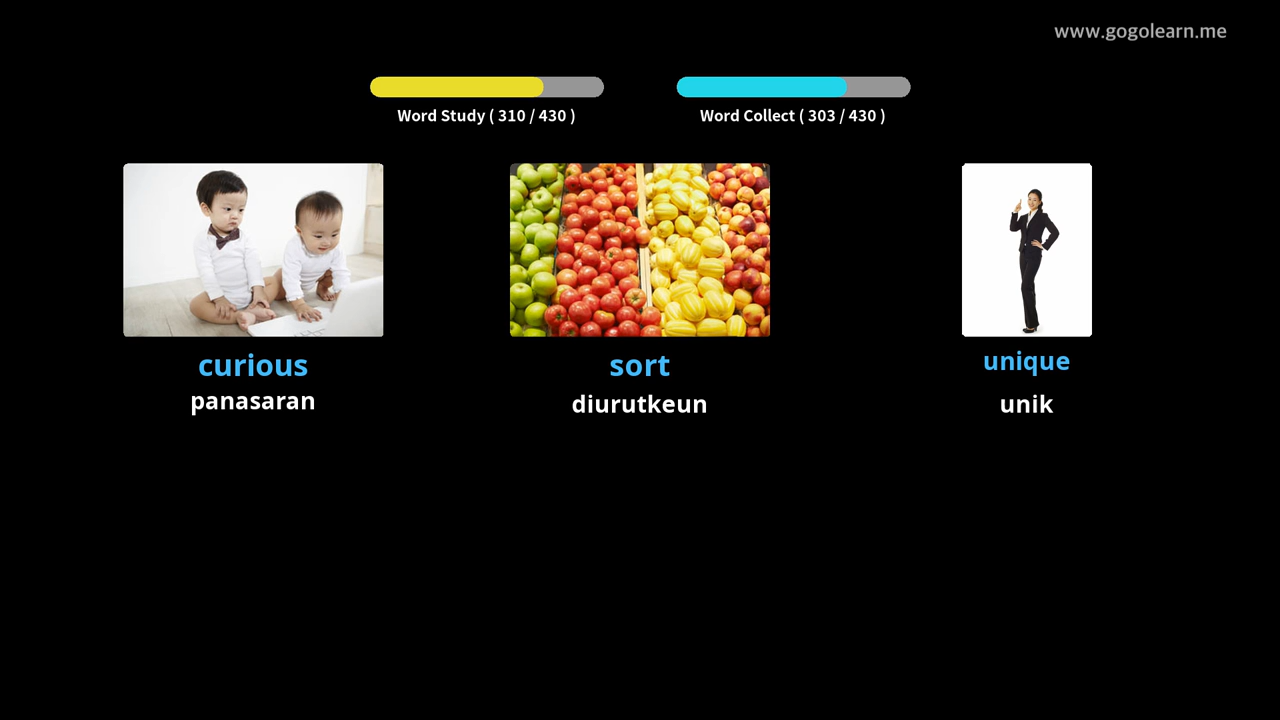 www.gogolearn.me
Word Study ( 310 / 430 )
Word Collect ( 303 / 430 )
curious
panasaran
sort
diurutkeun
unique
unik